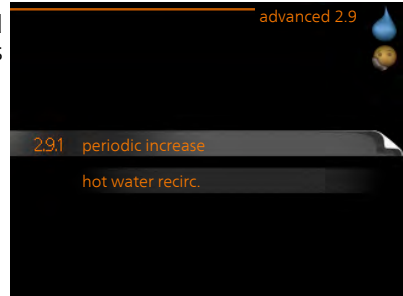 advanced 2.9
2.9.1 periodic increase
hot water recirc.